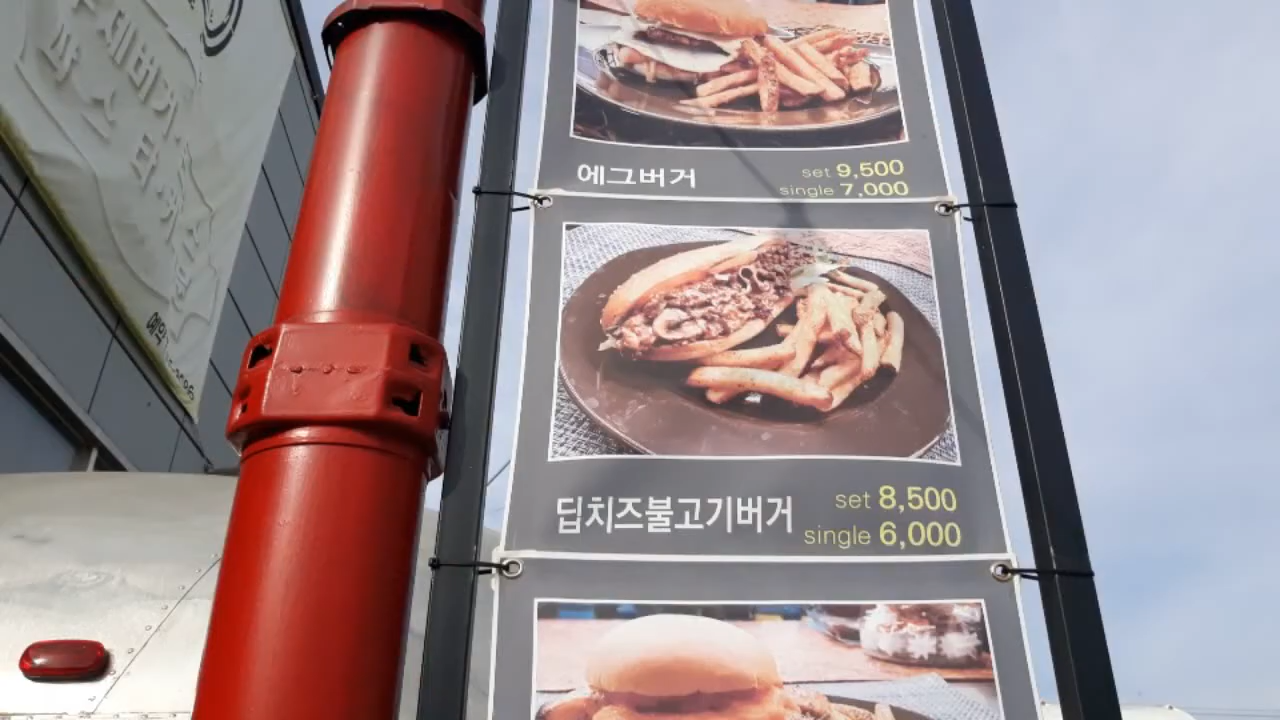 에그버거
set 9,500
single 7,000
딥치즈불고기버거
set 8,500
single 6,000